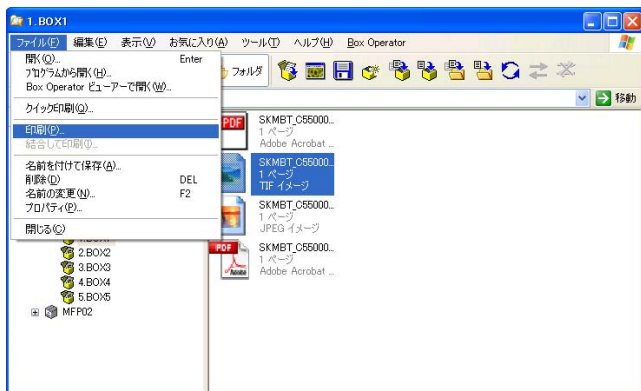 1.BOX1
ファイル(F) 編集(E) 表示(V) お気に入り(A) ツール(T) ヘルプ(H) Box Operator
開く(O)... Enter
プログラムから開く(H)...
Box Operator ビューアーで開く(W)...
クイック印刷(Q)...
印刷(P)...
結合して印刷(I)...
名前を付けて保存(A)...
削除(D) DEL
名前の変更(N)... F2
プロパティ(P)...
閉じる(C)
フォルダ
移動
PDF
SKMBT_C55000...
1 ページ
Adobe Acrobat ...
SKMBT_C55000...
1 ページ
TIF イメージ
SKMBT_C55000...
1 ページ
JPEG イメージ
PDF
Adobe
SKMBT_C55000...
1 ページ
Adobe Acrobat ...
2.BOX2
3.BOX3
4.BOX4
5.BOX5
MFP02